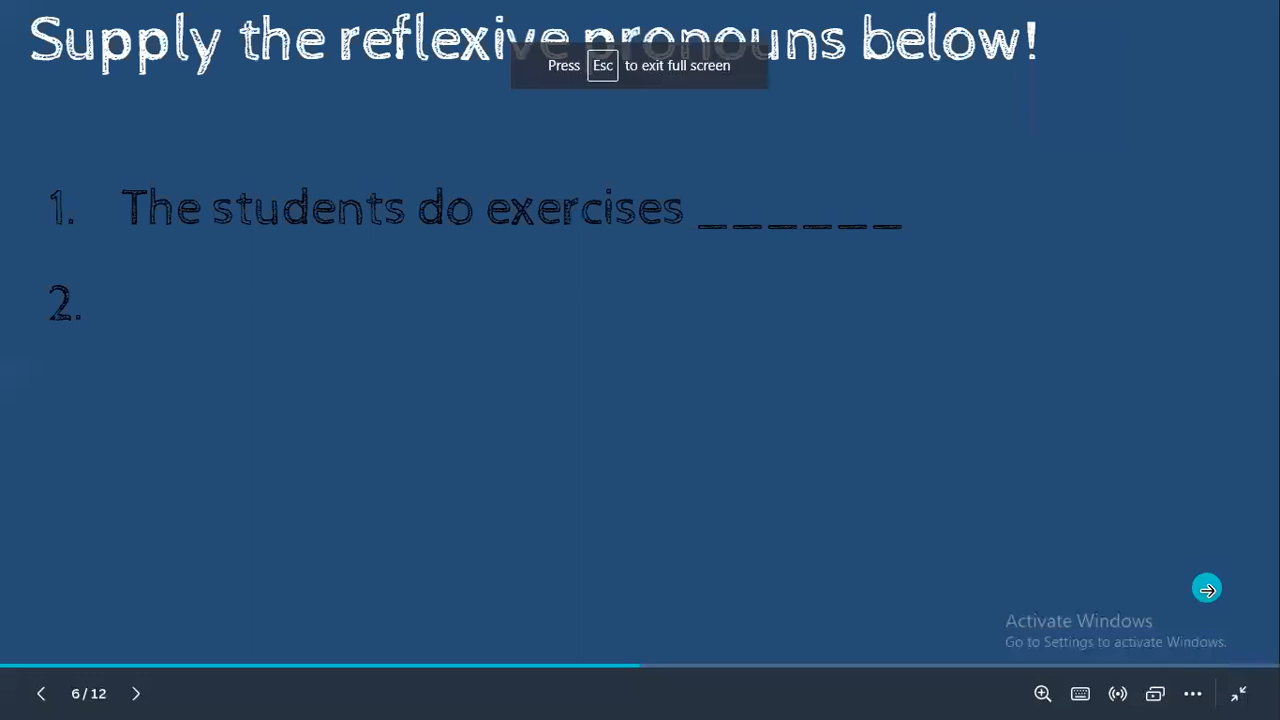 Supply the reflexive pronouns below!
Press Esc to exit full screen
1. The students do exercises _ _ _ _ _ _
2.
Activate Windows
Go to Settings to activate Windows.
6 / 12